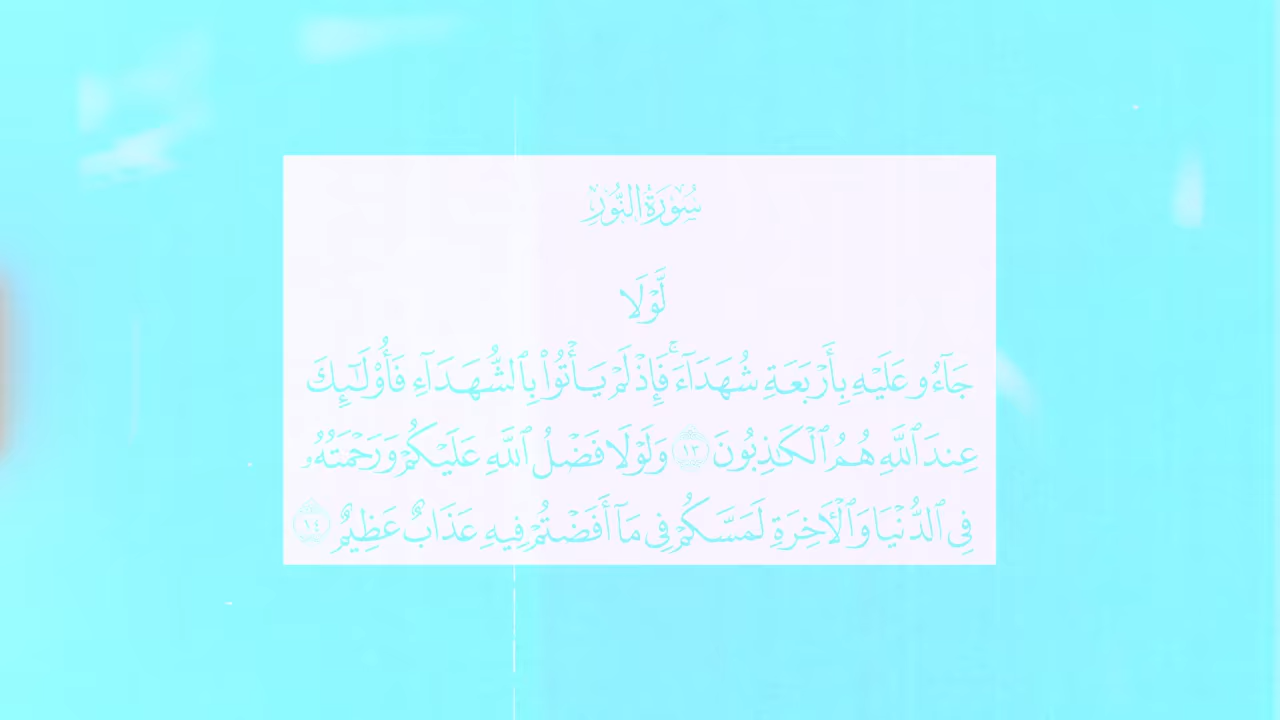 سُورَةُ النُّورِ
لَّوْلَا
جَآءُو عَلَيْهِ بِأَرْبَعَةِ شُهَدَآءَۚ فَإِذْ لَمْ يَأْتُوا۟ بِٱلشُّهَدَآءِ فَأُو۟لَٰٓئِكَ
عِندَ ٱللَّهِ هُمُ ٱلْكَٰذِبُونَ ١٣ وَلَوْلَا فَضْلُ ٱللَّهِ عَلَيْكُمْ وَرَحْمَتُهُۥ
فِى ٱلدُّنْيَا وَٱلْأَخِرَةِ لَمَسَّكُمْ فِى مَآ أَفَضْتُمْ فِيهِ عَذَابٌ عَظِيمٌ ١٤